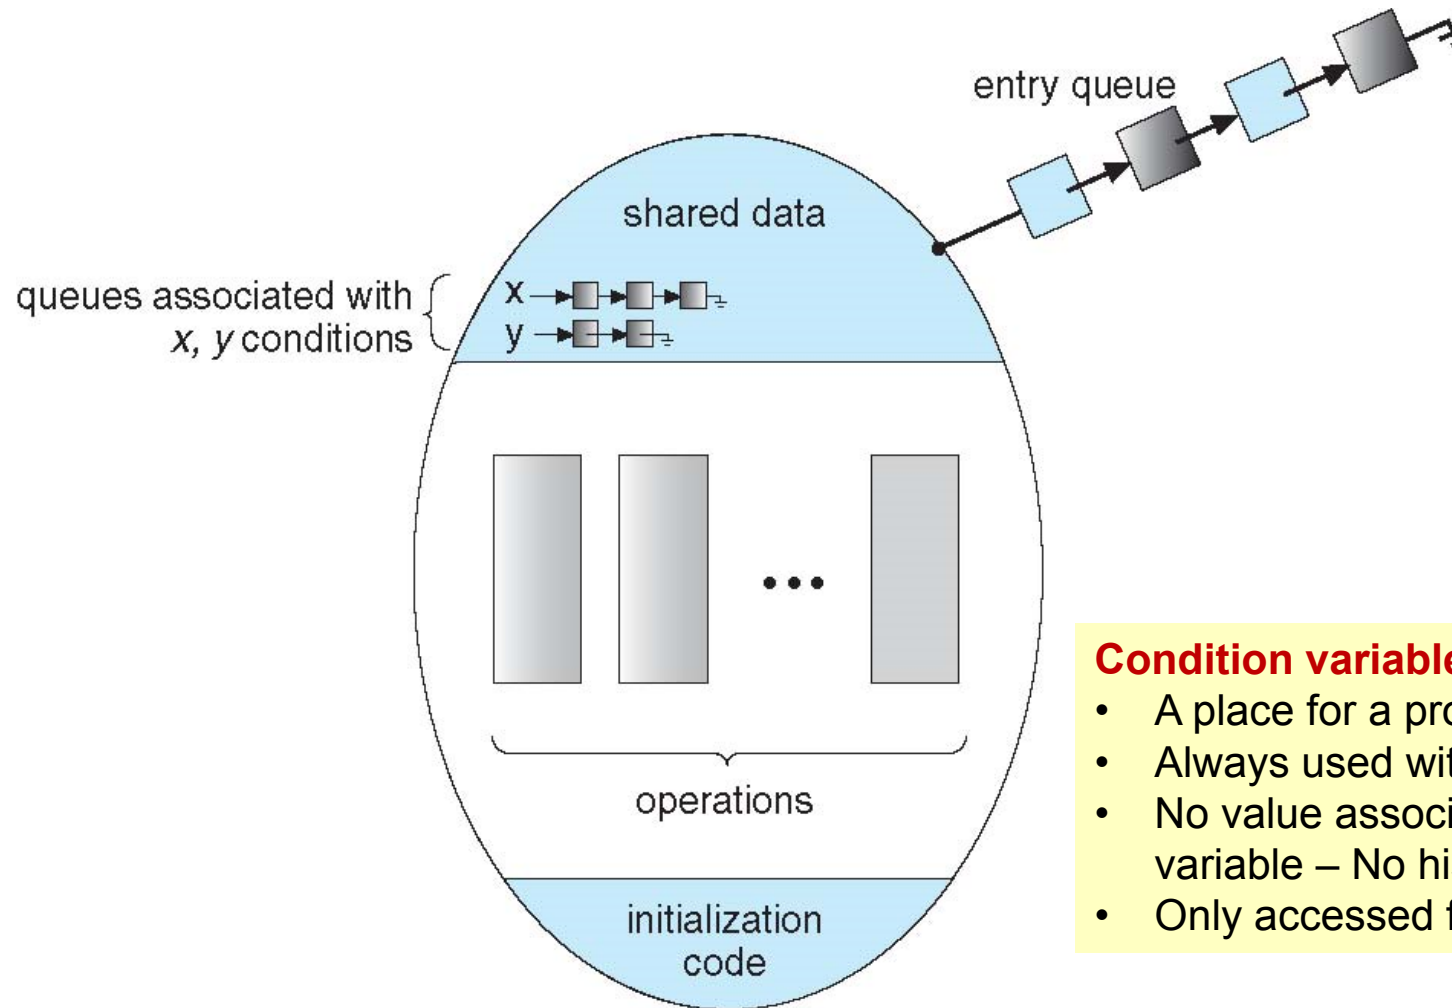 entry queue
shared data
queues associated with
x, y conditions
x
y
operations
initialization
code
Condition variable
• A place for a pro
• Always used wit
• No value associ
variable – No his
• Only accessed f